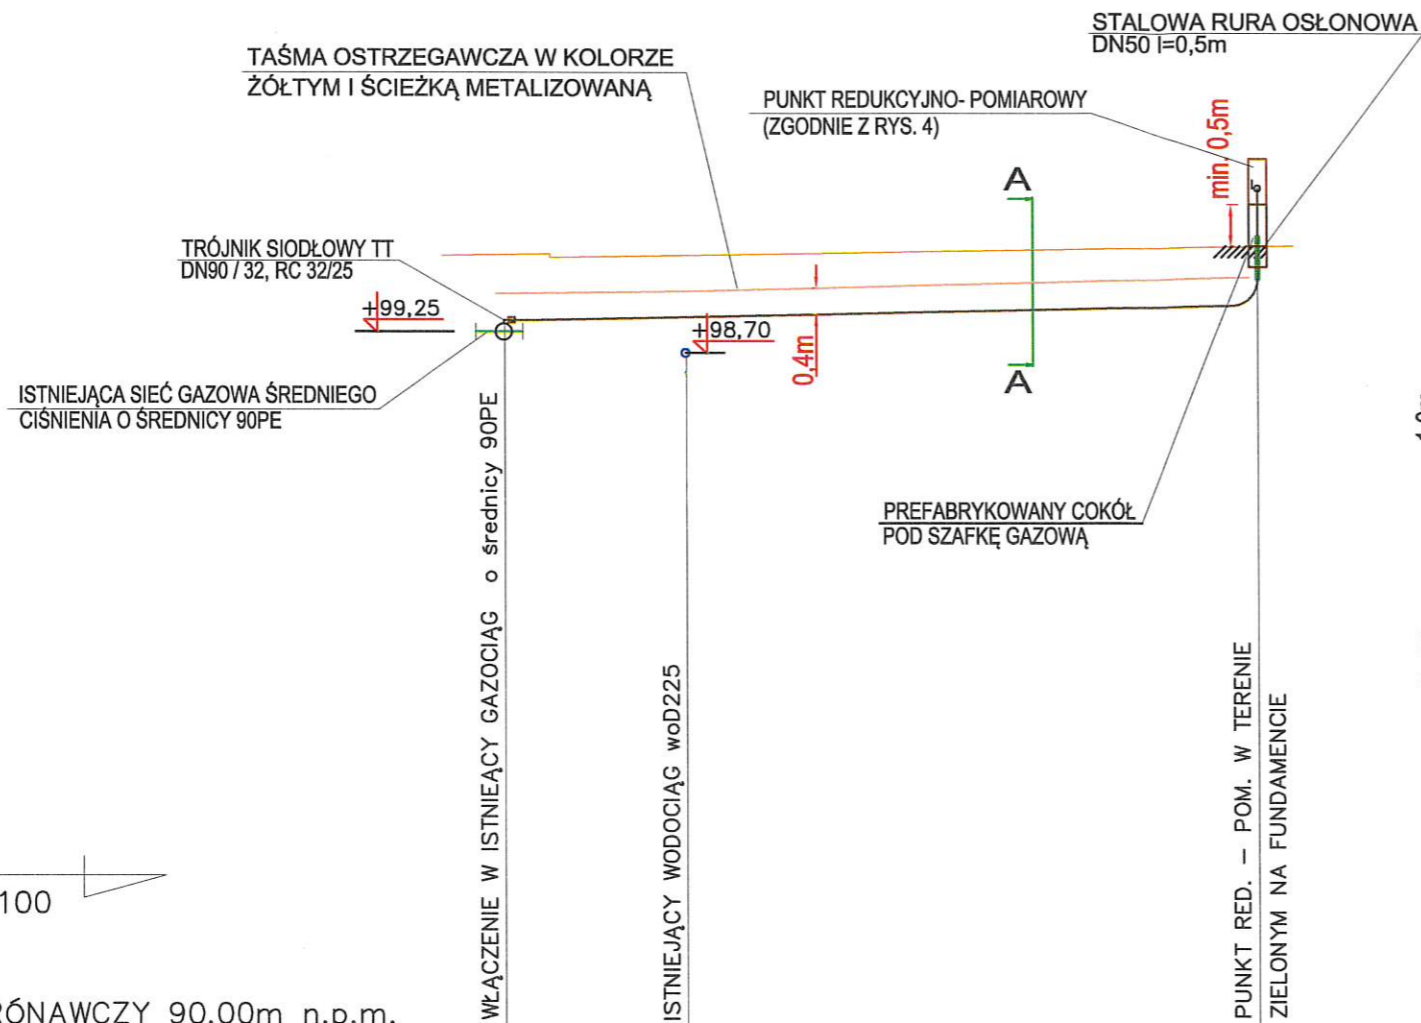 STALOWA RURA OSŁONOWA
DN50 l=0,5m
TAŚMA OSTRZEGAWCZA W KOLORZE
ŻÓŁTYM I ŚCIEŻKĄ METALIZOWANĄ
PUNKT REDUKCYJNO- POMIAROWY
(ZGODNIE Z RYS. 4)
min. 0,5m
A
TRÓJNIK SIODŁOWY TT
DN90 / 32, RC 32/25
+99,25
+98,70
0,4m
A
ISTNIEJĄCA SIEĆ GAZOWA ŚREDNIEGO
CIŚNIENIA O ŚREDNICY 90PE
PREFABRYKOWANY COKÓŁ
POD SZAFKĘ GAZOWĄ
WŁĄCZENIE W ISTNIEĄCY GAZOCIĄG o średnicy 90PE
ISTNIEJĄCY WODOCIĄG woD225
PUNKT RED. – POM. W TERENIE
ZIELONYM NA FUNDAMENCIE
100
RÓNAWCZY 90.00m n.p.m.